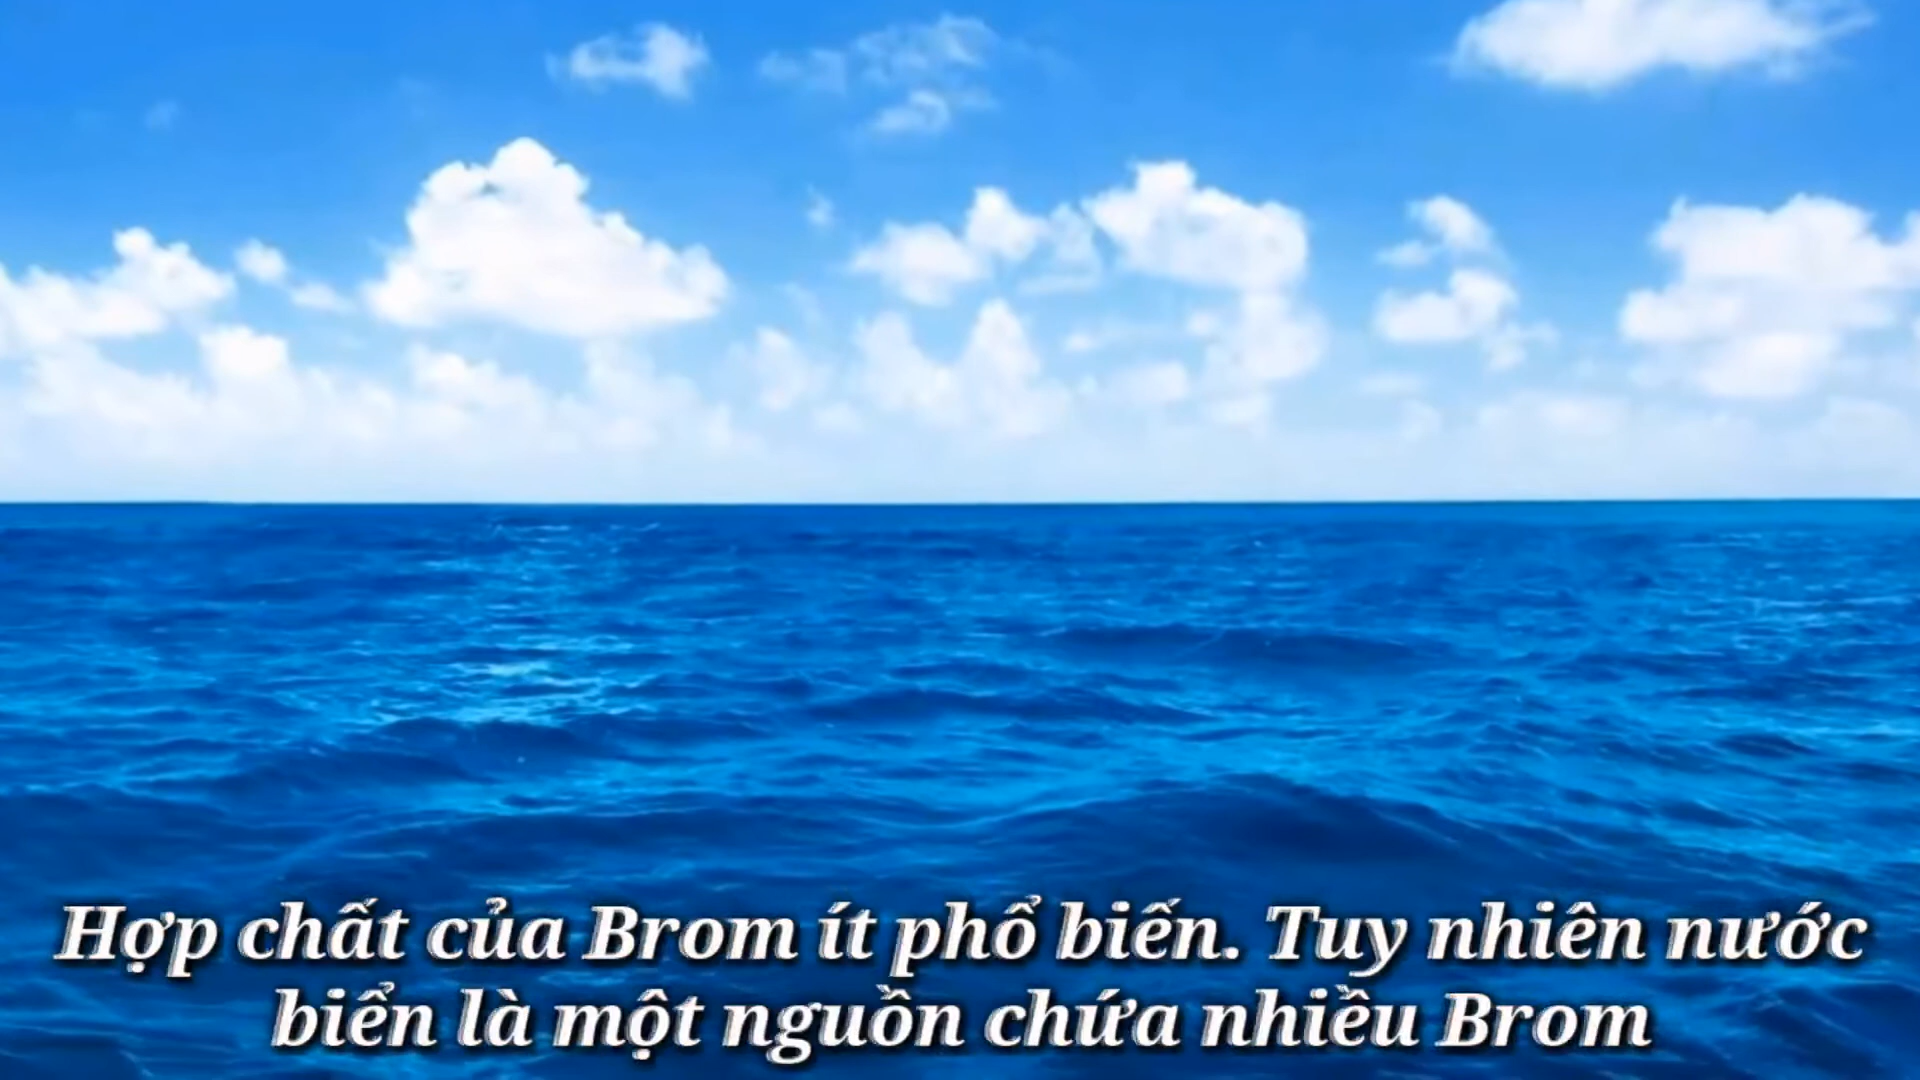 Hợp chất của Brom ít phổ biến. Tuy nhiên nước
biển là một nguồn chứa nhiều Brom